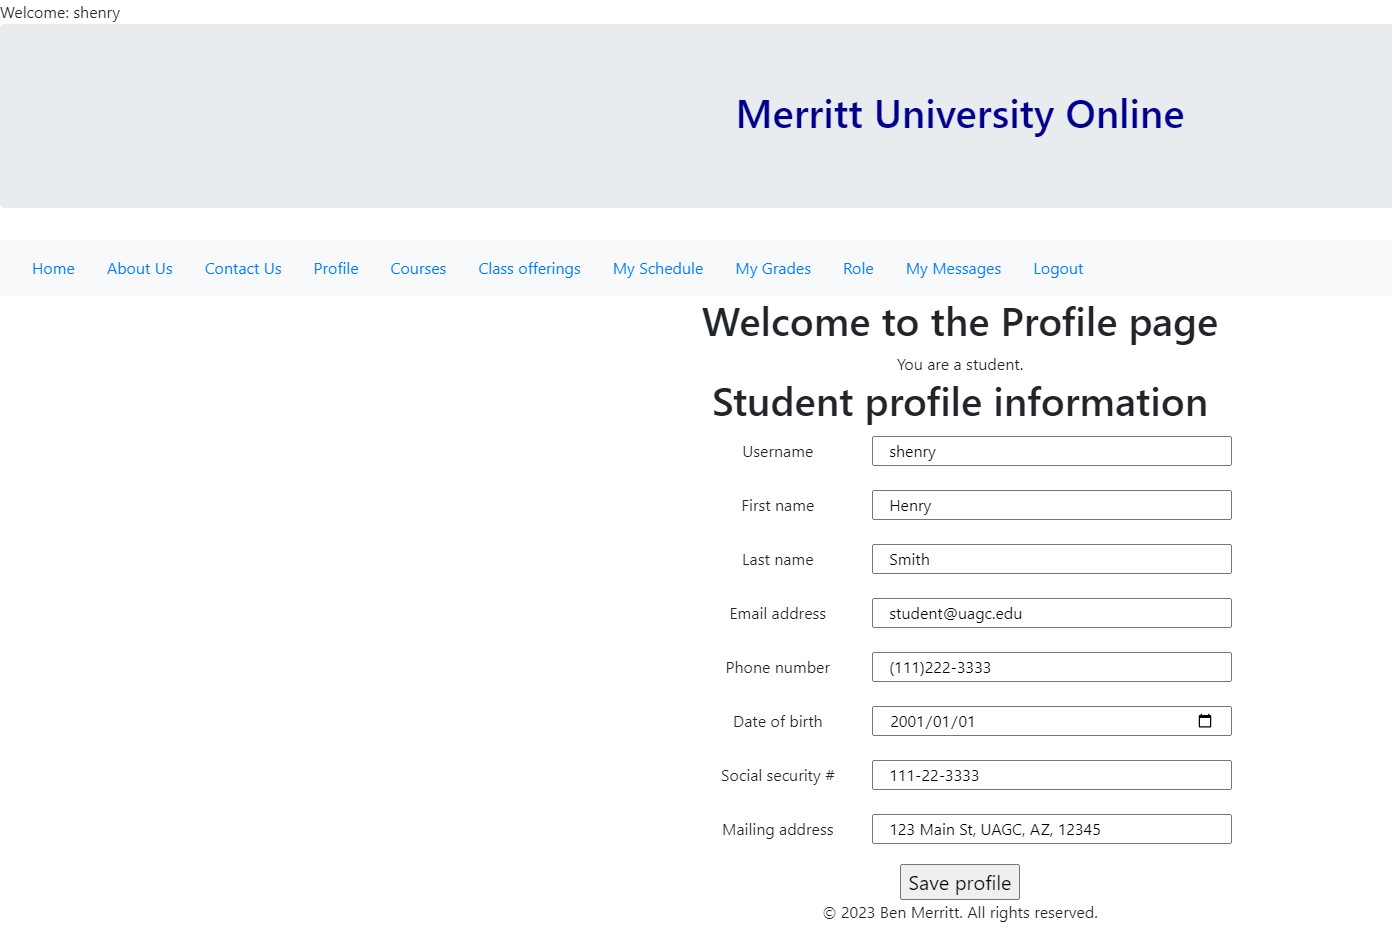 Welcome: shenry
Merritt University Online
Home About Us Contact Us Profile Courses Class offerings My Schedule My Grades Role My Messages Logout
Welcome to the Profile page
You are a student.
Student profile information
Username shenry
First name Henry
Last name Smith
Email address student@uagc.edu
Phone number (111)222-3333
Date of birth 2001/01/01
Social security # 111-22-3333
Mailing address 123 Main St, UAGC, AZ, 12345
Save profile
© 2023 Ben Merritt. All rights reserved.